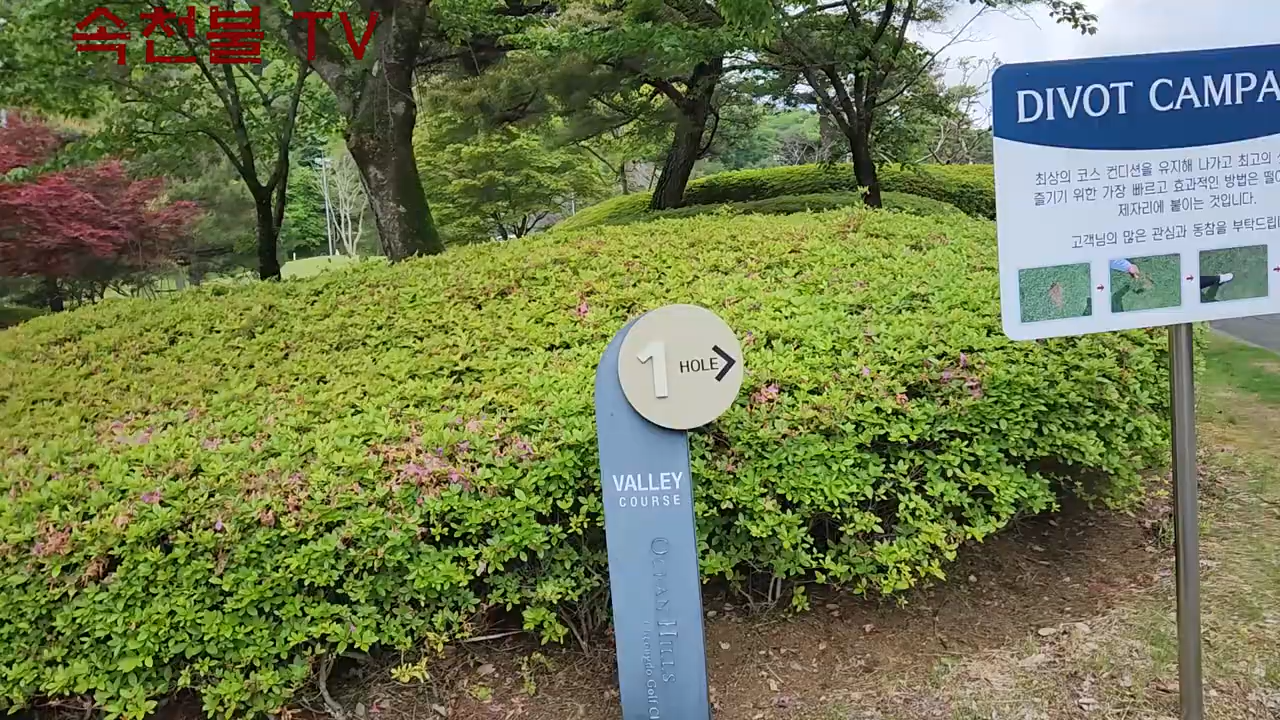 속천불 TV
DIVOT CAMPA
최상의 코스 컨디션을 유지해 나가고 최고의
즐기기 위한 가장 빠르고 효과적인 방법은
제자리에 붙이는 것입니다.
고객님의 많은 관심과 동참을 부탁드립
1 HOLE
VALLEY
COURSE
OCEAN HILLS
Golf